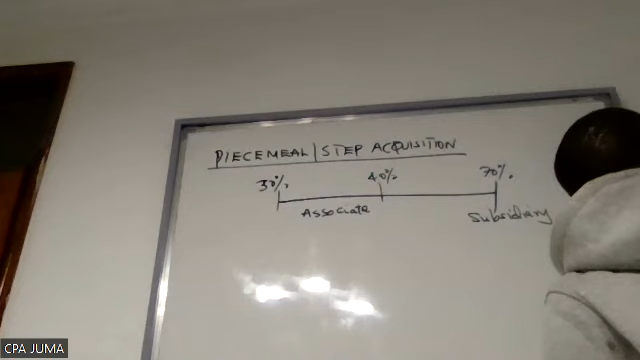 PIECEMEAL/STEP ACQUISITION
30% 40% 70%
Associate Subsidiary
CPA JUMA